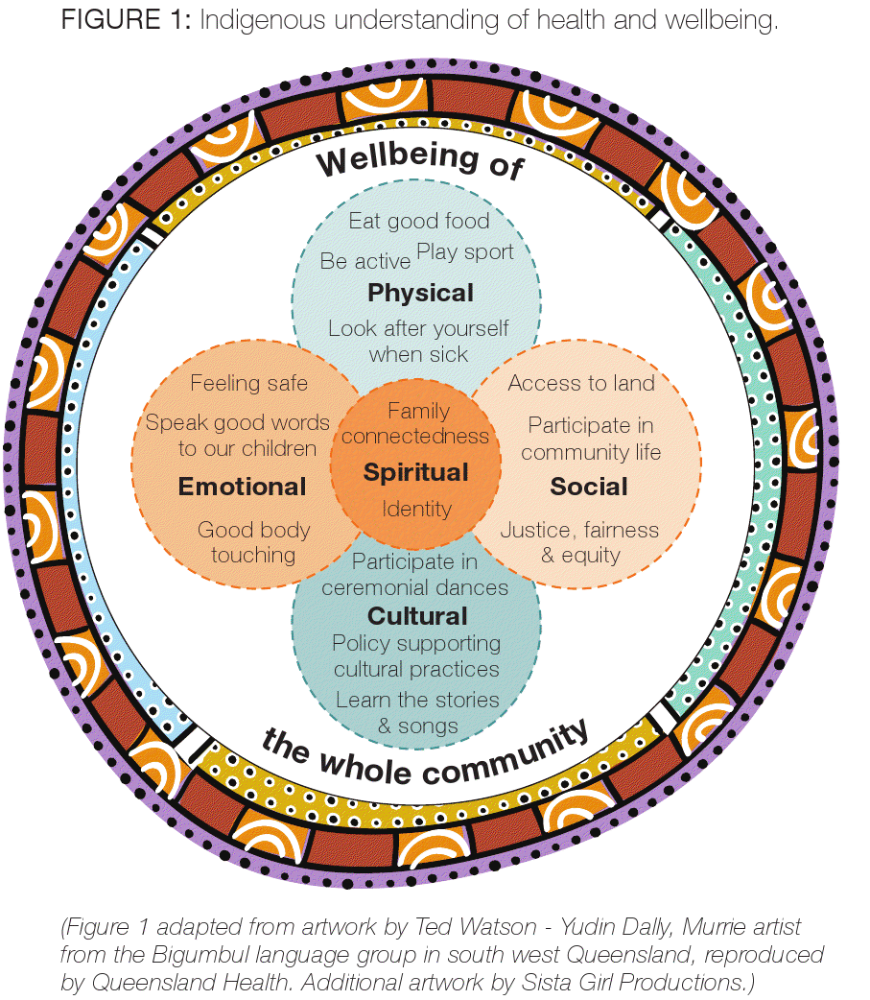 FIGURE 1: Indigenous understanding of health and wellbeing.
Wellbeing of
Eat good food
Be active Play sport
Physical
Look after yourself
when sick
Feeling safe
Speak good words
to our children
Emotional
Good body
touching
Family
connectedness
Spiritual
Identity
Access to land
Participate in
community life
Social
Justice, fairness
& equity
Participate in
ceremonial dances
Cultural
Policy supporting
cultural practices
Learn the stories
& songs
the whole community
(Figure 1 adapted from artwork by Ted Watson - Yudin Dally, Murrie artist
from the Bigumbul language group in south west Queensland, reproduced
by Queensland Health. Additional artwork by Sista Girl Productions.)